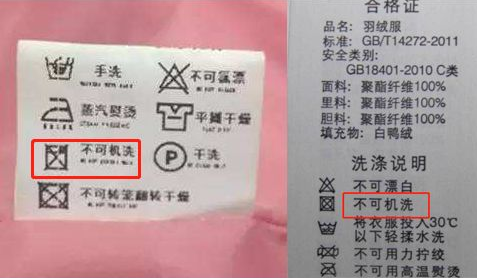 手洗
不可氯漂
蒸汽熨烫
平摊干燥
不可机洗
P
干洗
不可转笼翻转干燥
合格证
品名: 羽绒服
标准: GB/T14272-2011
安全类别:
GB18401-2010 C类
面料: 聚酯纤维100%
里料: 聚酯纤维100%
胆料: 聚酯纤维100%
填充物: 白鸭绒
洗涤说明
不可漂白
不可机洗
将衣服投入30℃
以下轻揉水洗
不可用力拧绞
不可用高温熨烫